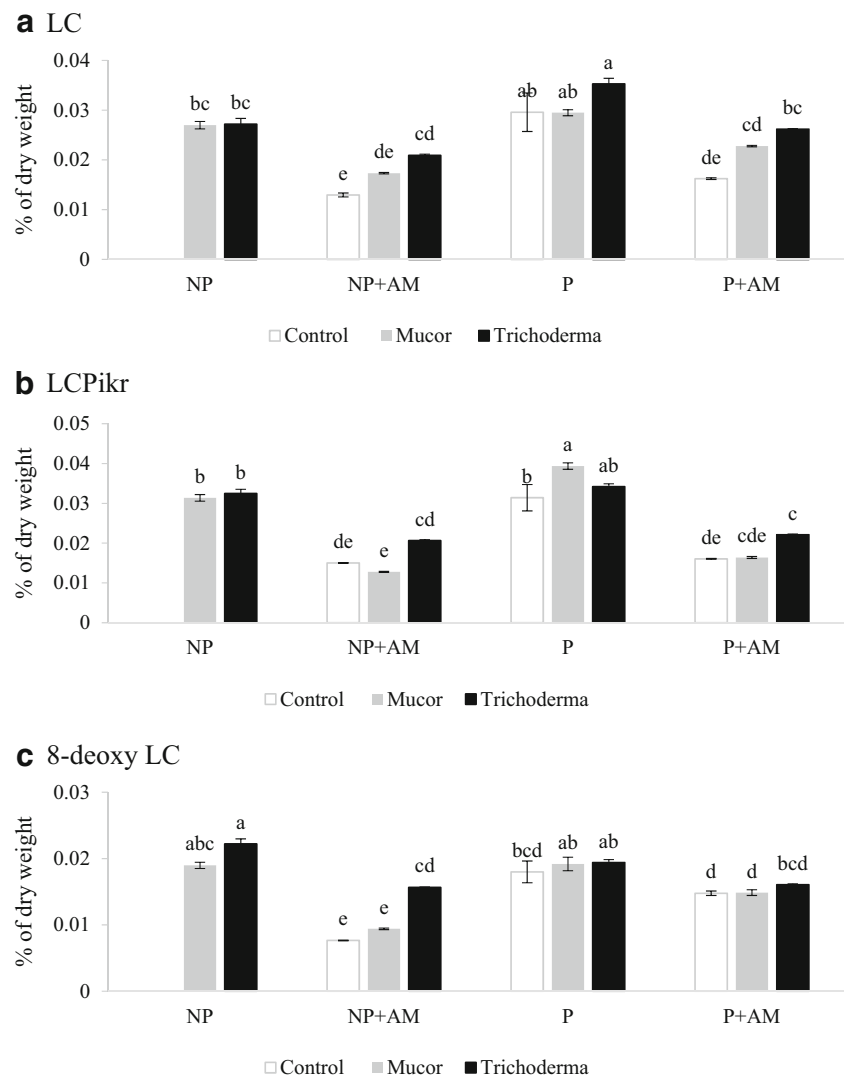 a LC
% of dry weight
0.04
0.03
0.02
0.01
0
bc bc
e de cd
ab ab a
de cd bc
NP NP+AM P P+AM
Control Mucor Trichoderma
b LCPikr
% of dry weight
0.05
0.04
0.03
0.02
0.01
0
b b
de e cd
b a ab
de cde c
NP NP+AM P P+AM
Control Mucor Trichoderma
c 8-deoxy LC
% of dry weight
0.03
0.02
0.01
0
abc a
e e cd
bcd ab ab
d d bcd
NP NP+AM P P+AM
Control Mucor Trichoderma